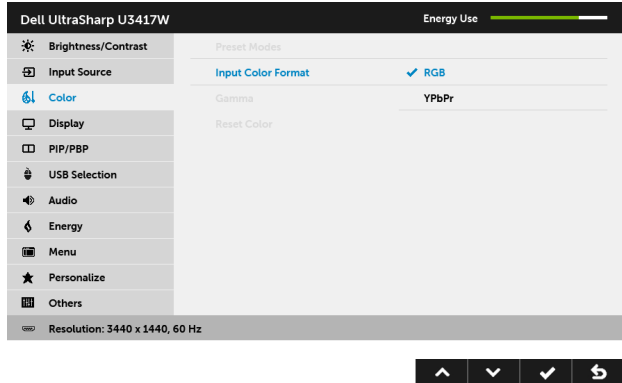 Dell UltraSharp U3417W Energy Use
Brightness/Contrast Preset Modes
Input Source Input Color Format RGB
Color Gamma YPbPr
Display Reset Color
PIP/PBP
USB Selection
Audio
Energy
Menu
Personalize
Others
Resolution: 3440 x 1440, 60 Hz